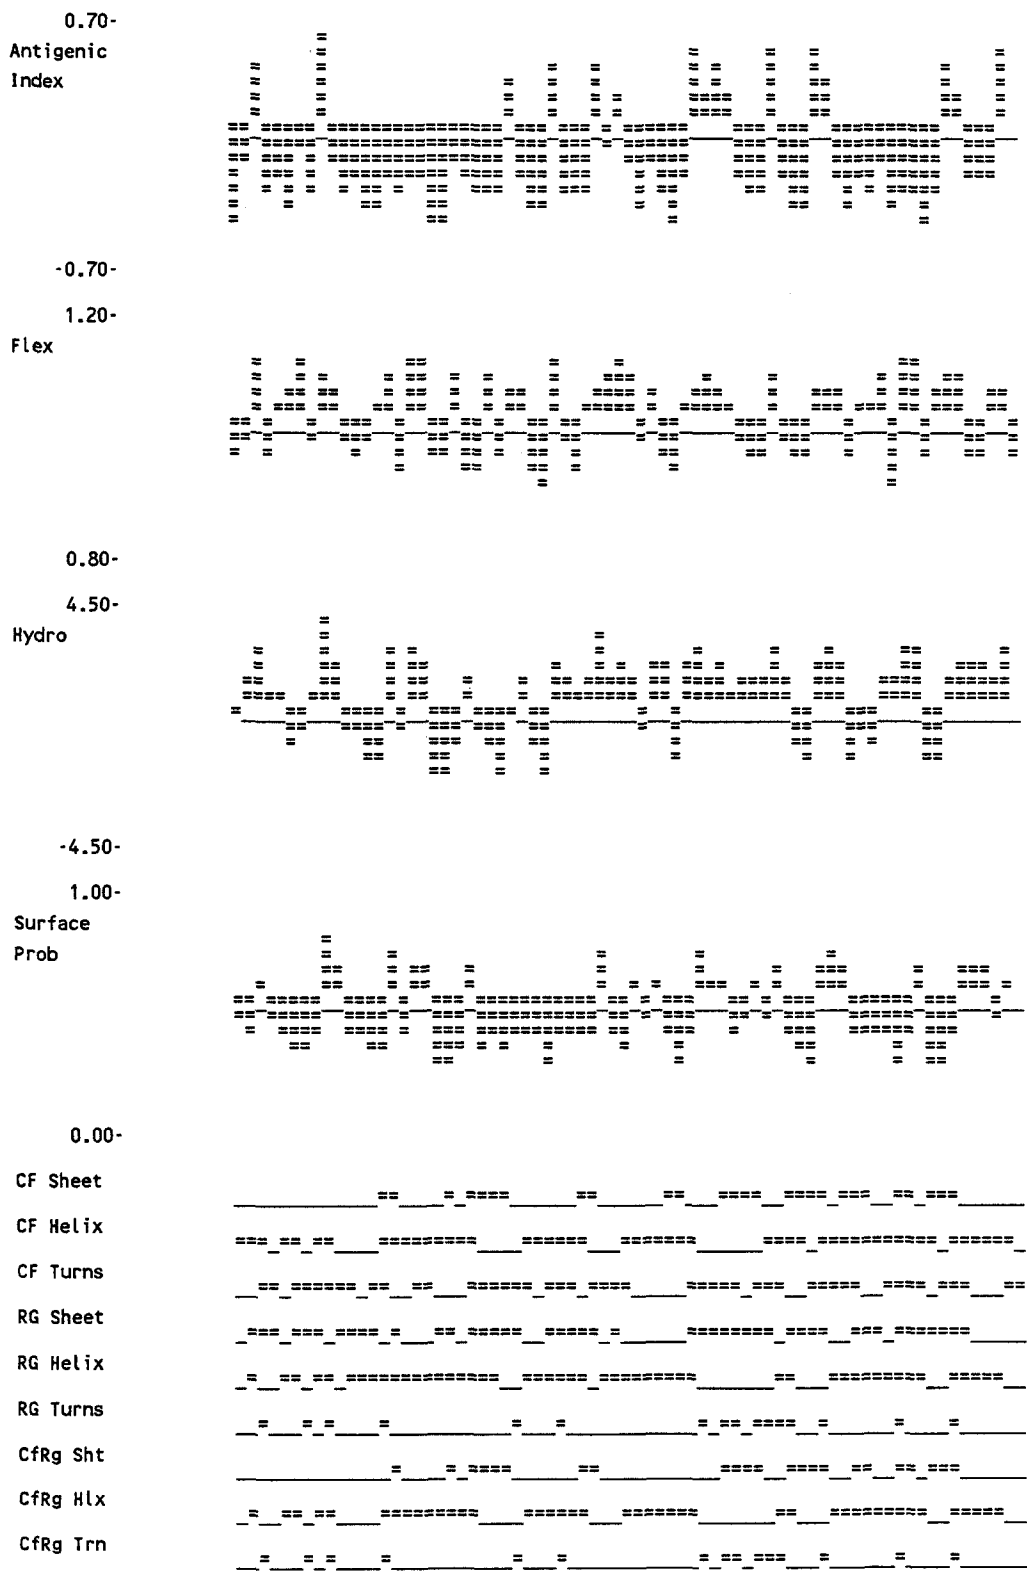 0.70-
Antigenic
Index
-0.70-
1.20-
Flex
0.80-
4.50-
Hydro
-4.50-
1.00-
Surface
Prob
0.00-
CF Sheet
CF Helix
CF Turns
RG Sheet
RG Helix
RG Turns
CfRg Sht
CfRg Hlx
CfRg Trn